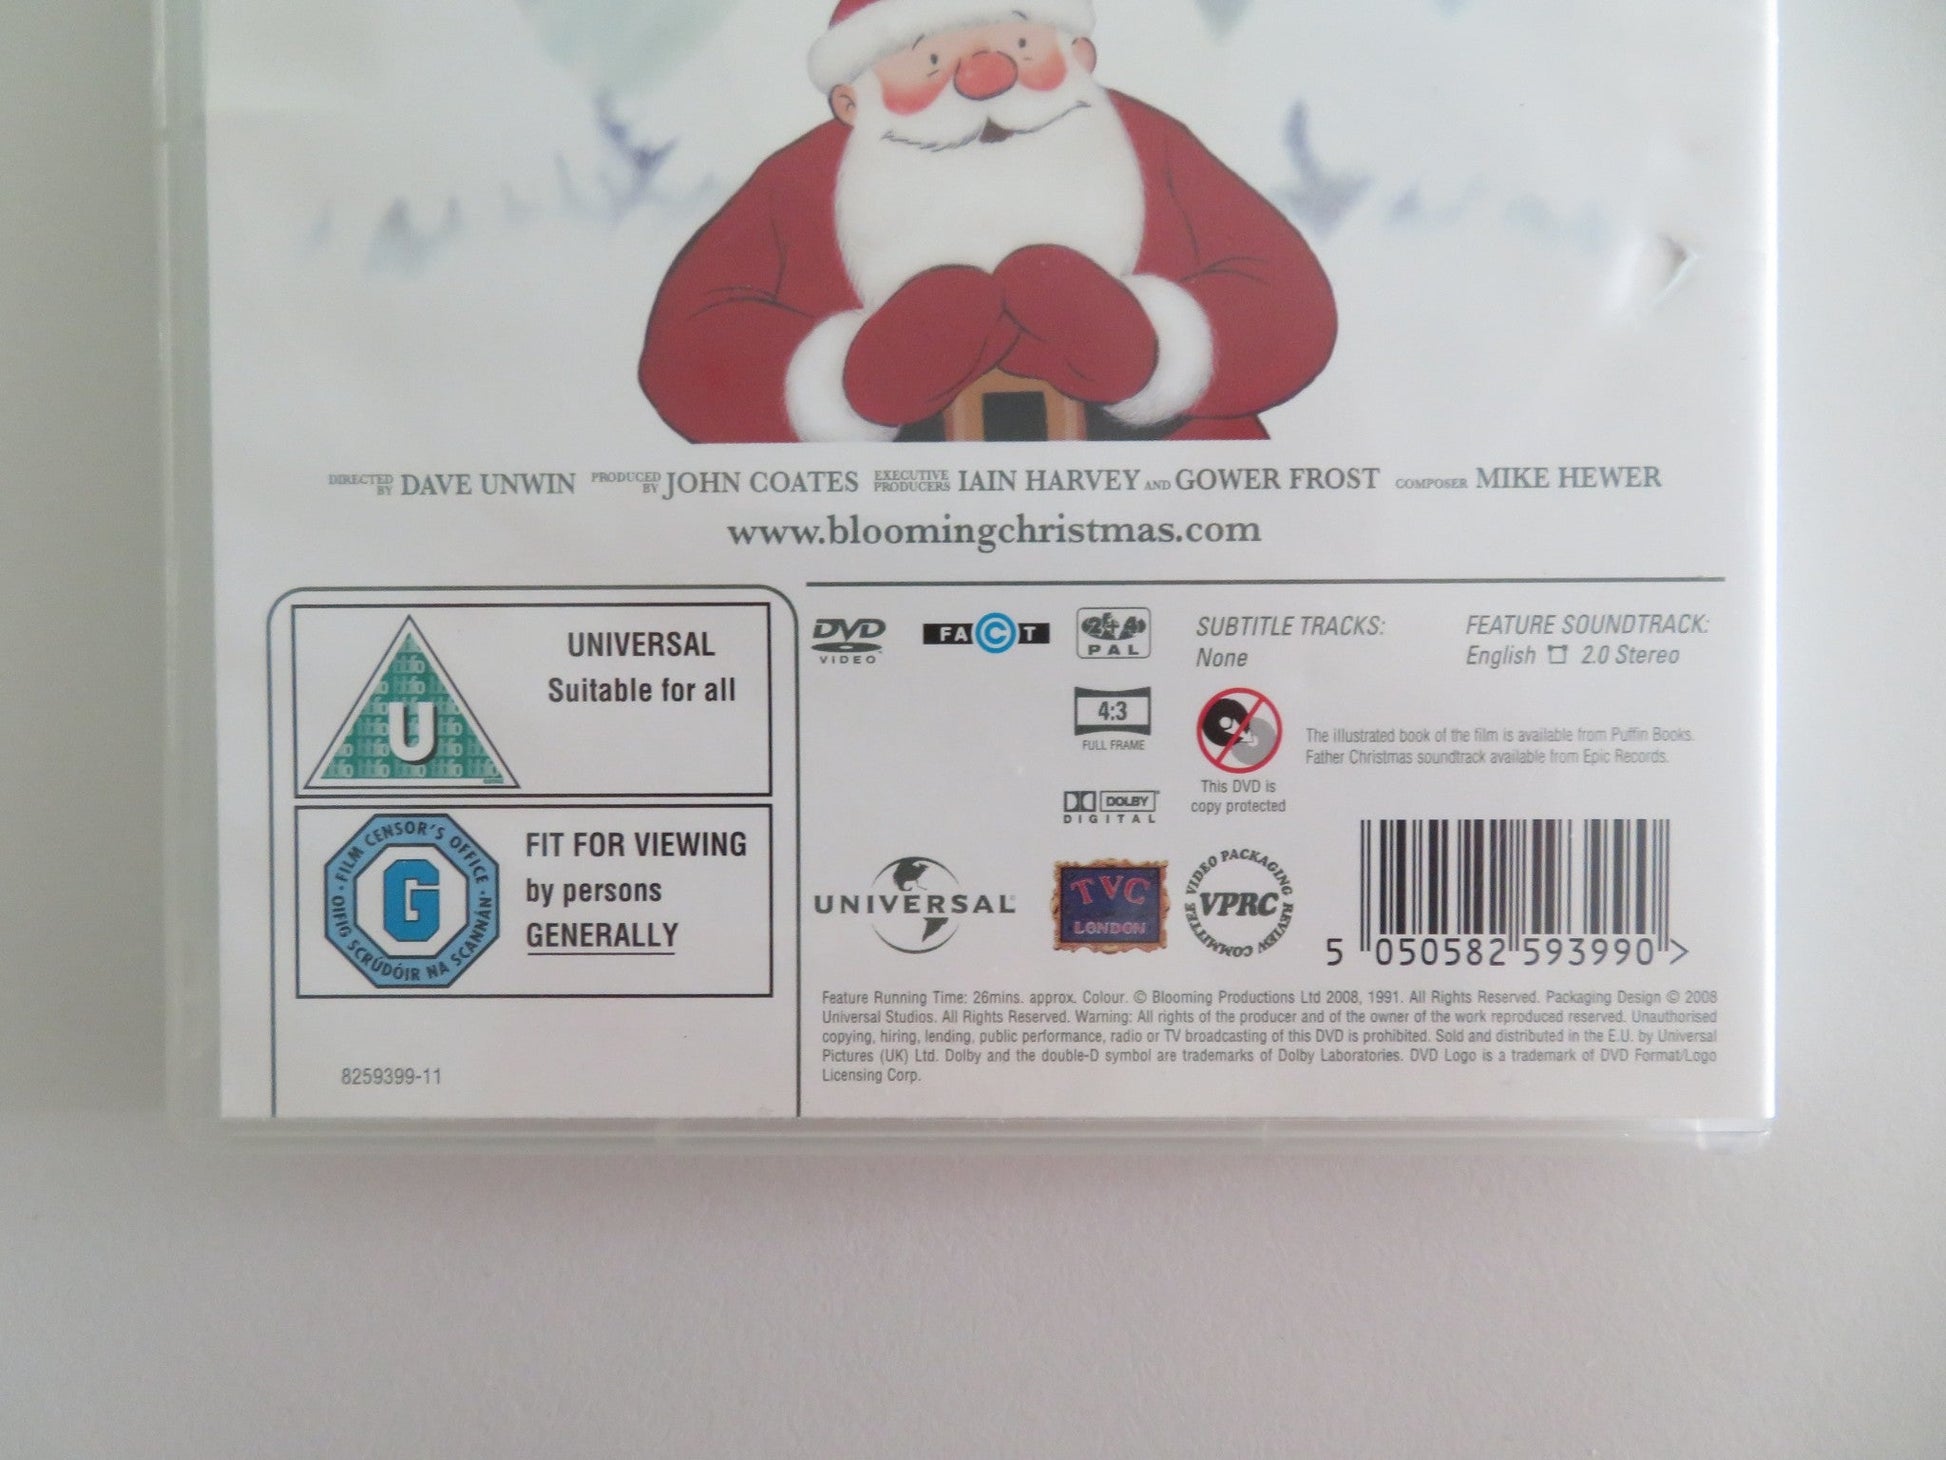 DIRECTED BY DAVE UNWIN PRODUCED BY JOHN COATES EXECUTIVE PRODUCERS IAIN HARVEY AND GOWER FROST COMPOSER MIKE HEWER
www.bloomingchristmas.com
U
UNIVERSAL
Suitable for all
FILM CENSOR'S OFFICE
OIFIG SCRÚDÓIR NA SCANNÁN
G
FIT FOR VIEWING
by persons
GENERALLY
8259399-11
DVD
VIDEO
FACT
2+4
PAL
SUBTITLE TRACKS:
None
FEATURE SOUNDTRACK:
English 2.0 Stereo
4:3
FULL FRAME
This DVD is
copy protected
The illustrated book of the film is available from Puffin Books.
Father Christmas soundtrack available from Epic Records.
DOLBY
DIGITAL
UNIVERSAL
TVC
LONDON
VIDEO PACKAGING REVIEW COMMITTEE
VPRC
5 050582 593990 >
Feature Running Time: 26mins. approx. Colour. © Blooming Productions Ltd 2008, 1991. All Rights Reserved. Packaging Design © 2008
Universal Studios. All Rights Reserved. Warning: All rights of the producer and of the owner of the work reproduced reserved. Unauthorised
copying, hiring, lending, public performance, radio or TV broadcasting of this DVD is prohibited. Sold and distributed in the E.U. by Universal
Pictures (UK) Ltd. Dolby and the double-D symbol are trademarks of Dolby Laboratories. DVD Logo is a trademark of DVD Format/Logo
Licensing Corp.